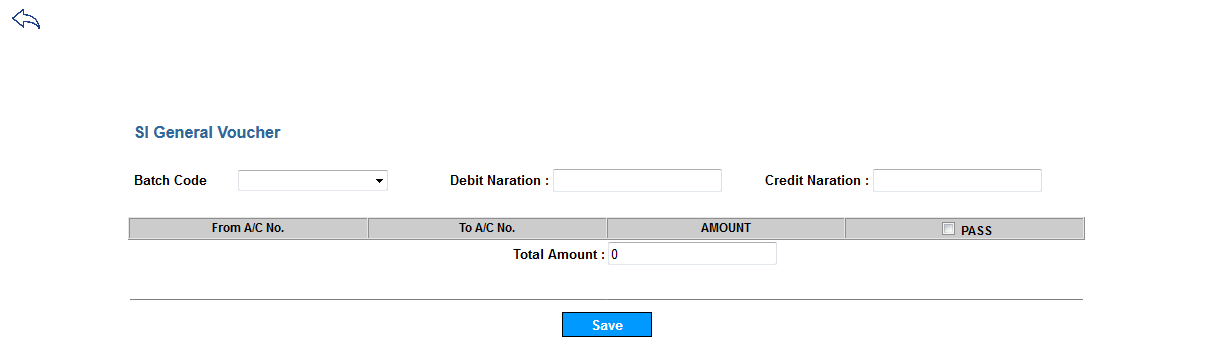 SI General Voucher
Batch Code Debit Naration : Credit Naration :
From A/C No. To A/C No. AMOUNT PASS
Total Amount : 0
Save